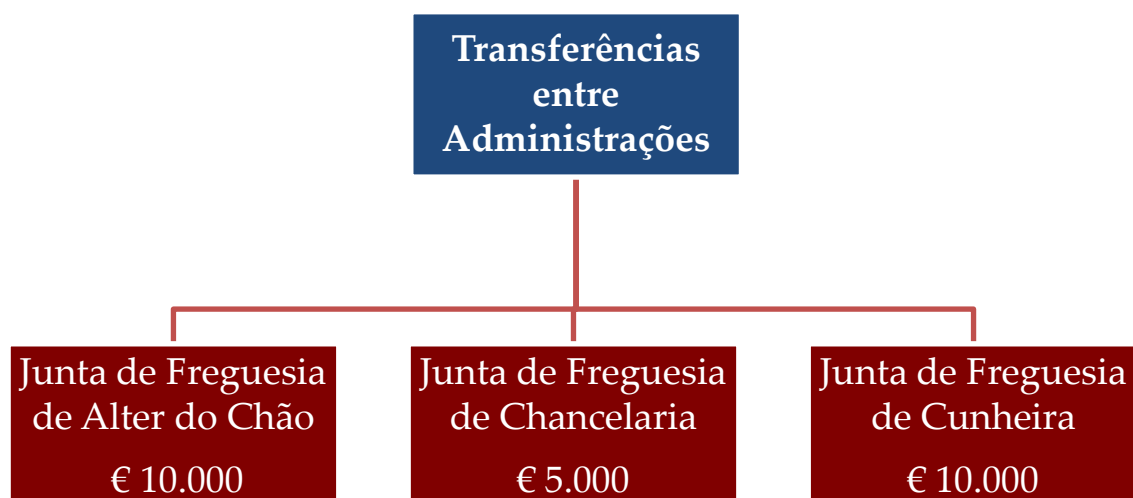 Transferências
entre
Administrações
Junta de Freguesia
de Alter do Chão
€ 10.000
Junta de Freguesia
de Chancelaria
€ 5.000
Junta de Freguesia
de Cunheira
€ 10.000